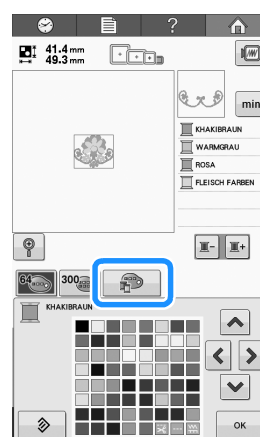 ?
41.4 mm
49.3 mm
min
KHAKIBRAUN
WARMGRAU
ROSA
FLEISCH FARBEN
- +
64 300
KHAKIBRAUN
OK